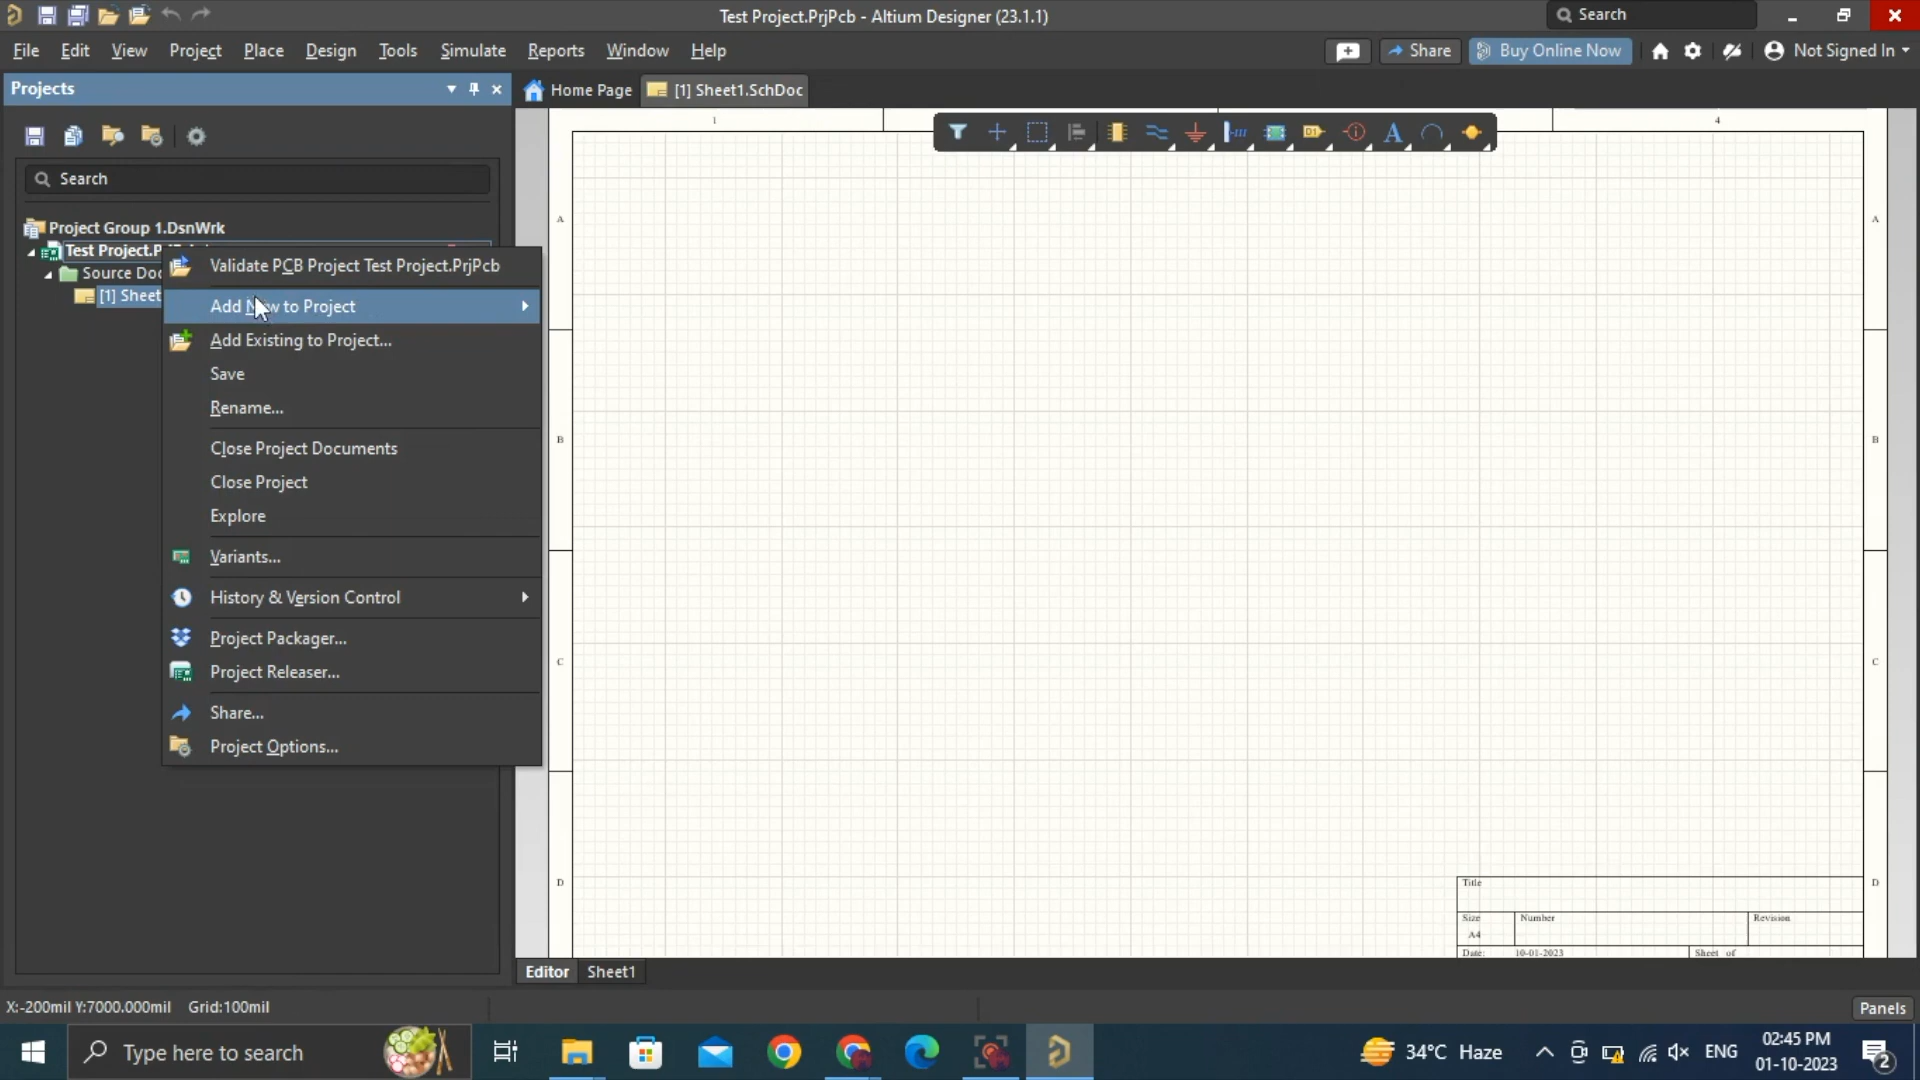 Test Project.PrjPcb - Altium Designer (23.1.1)
Search
File Edit View Project Place Design Tools Simulate Reports Window Help
Share
Buy Online Now
Not Signed In
Projects
Home Page
[1] Sheet1.SchDoc
Search
1
4
Project Group 1.DsnWrk
Test Project.P
Source Doc
[1] Sheet
Validate PCB Project Test Project.PrjPcb
Add New to Project
Add Existing to Project...
Save
Rename...
Close Project Documents
Close Project
Explore
Variants...
History & Version Control
Project Packager...
Project Releaser...
Share...
Project Options...
A
A
B
B
C
C
D
D
Title
Size
Number
Revision
A4
Date:
10-01-2023
Sheet of
Editor
Sheet1
X:-200mil Y:7000.000mil Grid:100mil
Panels
Type here to search
34°C Haze
ENG
02:45 PM
01-10-2023
2